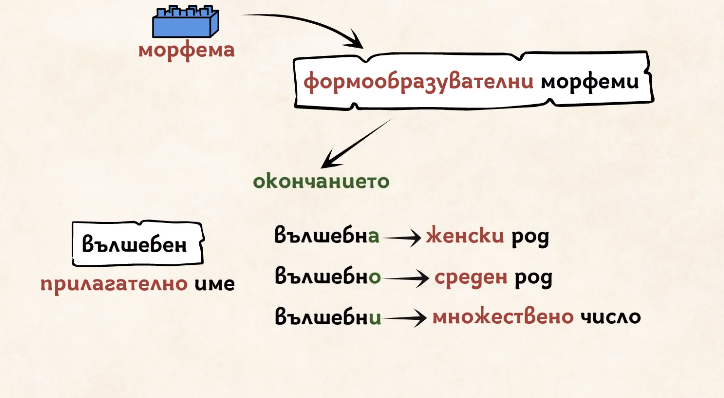 морфема
формообразувателни морфеми
окончанието
вълшебен
прилагателно име
вълшебна → женски род
вълшебно → среден род
вълшебни → множествено число